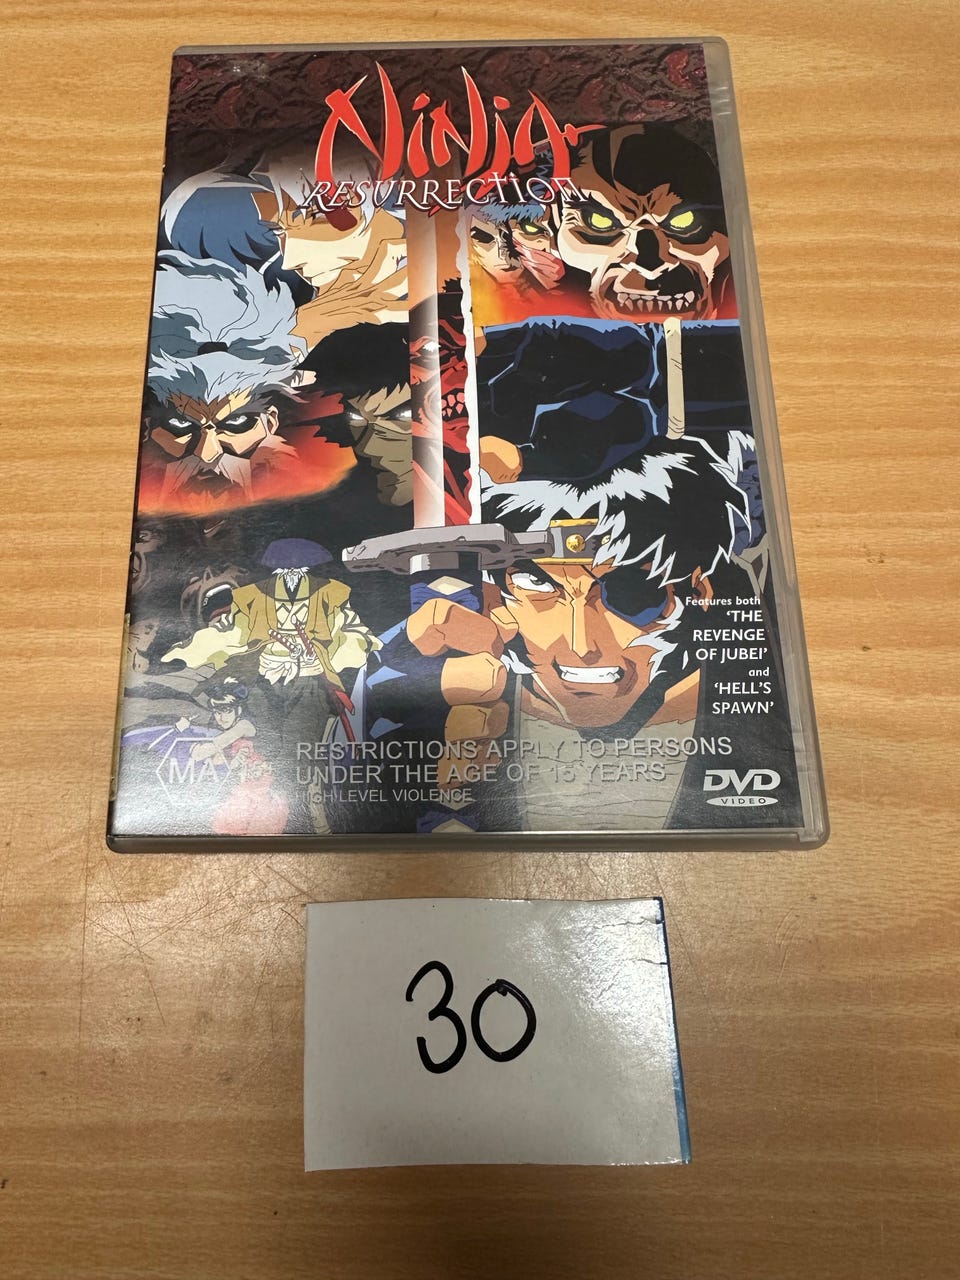 NiNjA
RESURRECTiON
Features both
'THE
REVENGE
OF JUBEI'
and
'HELL'S
SPAWN'
MA
RESTRICTIONS APPLY TO PERSONS
UNDER THE AGE OF 15 YEARS
HIGH LEVEL VIOLENCE
DVD
VIDEO
30